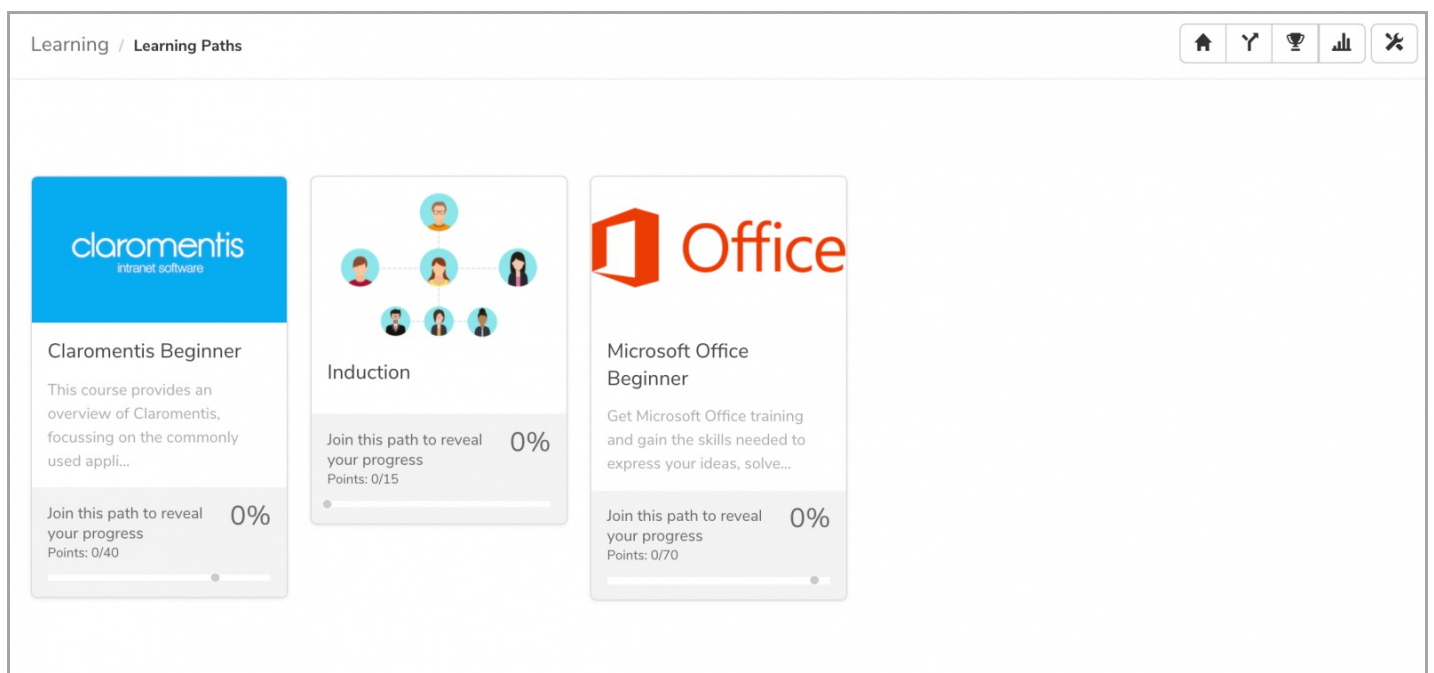 Learning / Learning Paths
claromentis
intranet software
Claromentis Beginner
This course provides an
overview of Claromentis,
focussing on the commonly
used appli...
Join this path to reveal
your progress
0%
Points: 0/40
Induction
Join this path to reveal
your progress
0%
Points: 0/15
Office
Microsoft Office
Beginner
Get Microsoft Office training
and gain the skills needed to
express your ideas, solve...
Join this path to reveal
your progress
0%
Points: 0/70